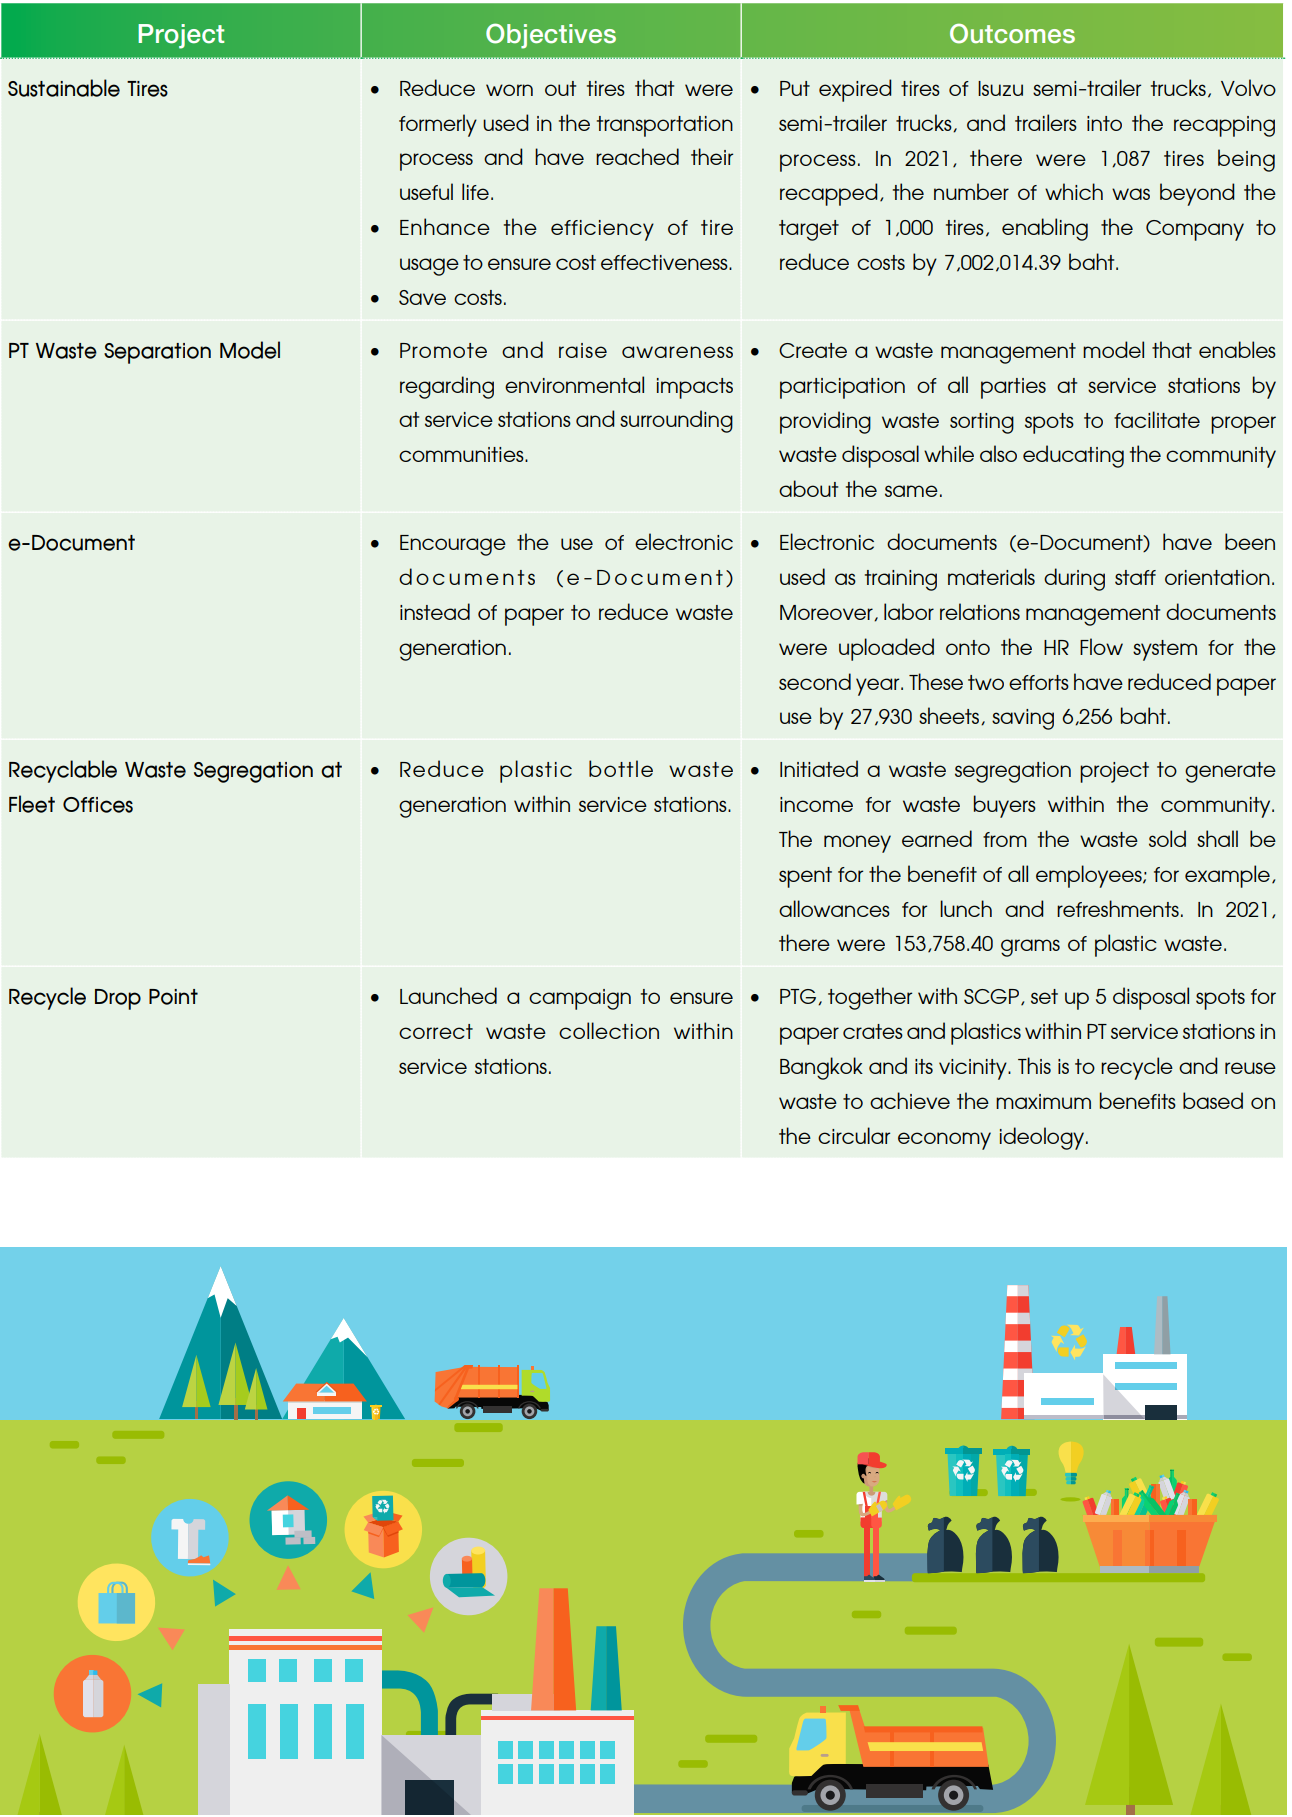 Project
Objectives
Outcomes
Sustainable Tires
• Reduce worn out tires that were
formerly used in the transportation
process and have reached their
useful life.
• Enhance the efficiency of tire
usage to ensure cost effectiveness.
• Save costs.
• Put expired tires of Isuzu semi-trailer trucks, Volvo
semi-trailer trucks, and trailers into the recapping
process. In 2021, there were 1,087 tires being
recapped, the number of which was beyond the
target of 1,000 tires, enabling the Company to
reduce costs by 7,002,014.39 baht.
PT Waste Separation Model
• Promote and raise awareness
regarding environmental impacts
at service stations and surrounding
communities.
• Create a waste management model that enables
participation of all parties at service stations by
providing waste sorting spots to facilitate proper
waste disposal while also educating the community
about the same.
e-Document
• Encourage the use of electronic
documents (e-Document)
instead of paper to reduce waste
generation.
• Electronic documents (e-Document) have been
used as training materials during staff orientation.
Moreover, labor relations management documents
were uploaded onto the HR Flow system for the
second year. These two efforts have reduced paper
use by 27,930 sheets, saving 6,256 baht.
Recyclable Waste Segregation at
Fleet Offices
• Reduce plastic bottle waste
generation within service stations.
• Initiated a waste segregation project to generate
income for waste buyers within the community.
The money earned from the waste sold shall be
spent for the benefit of all employees; for example,
allowances for lunch and refreshments. In 2021,
there were 153,758.40 grams of plastic waste.
Recycle Drop Point
• Launched a campaign to ensure
correct waste collection within
service stations.
• PTG, together with SCGP, set up 5 disposal spots for
paper crates and plastics within PT service stations in
Bangkok and its vicinity. This is to recycle and reuse
waste to achieve the maximum benefits based on
the circular economy ideology.